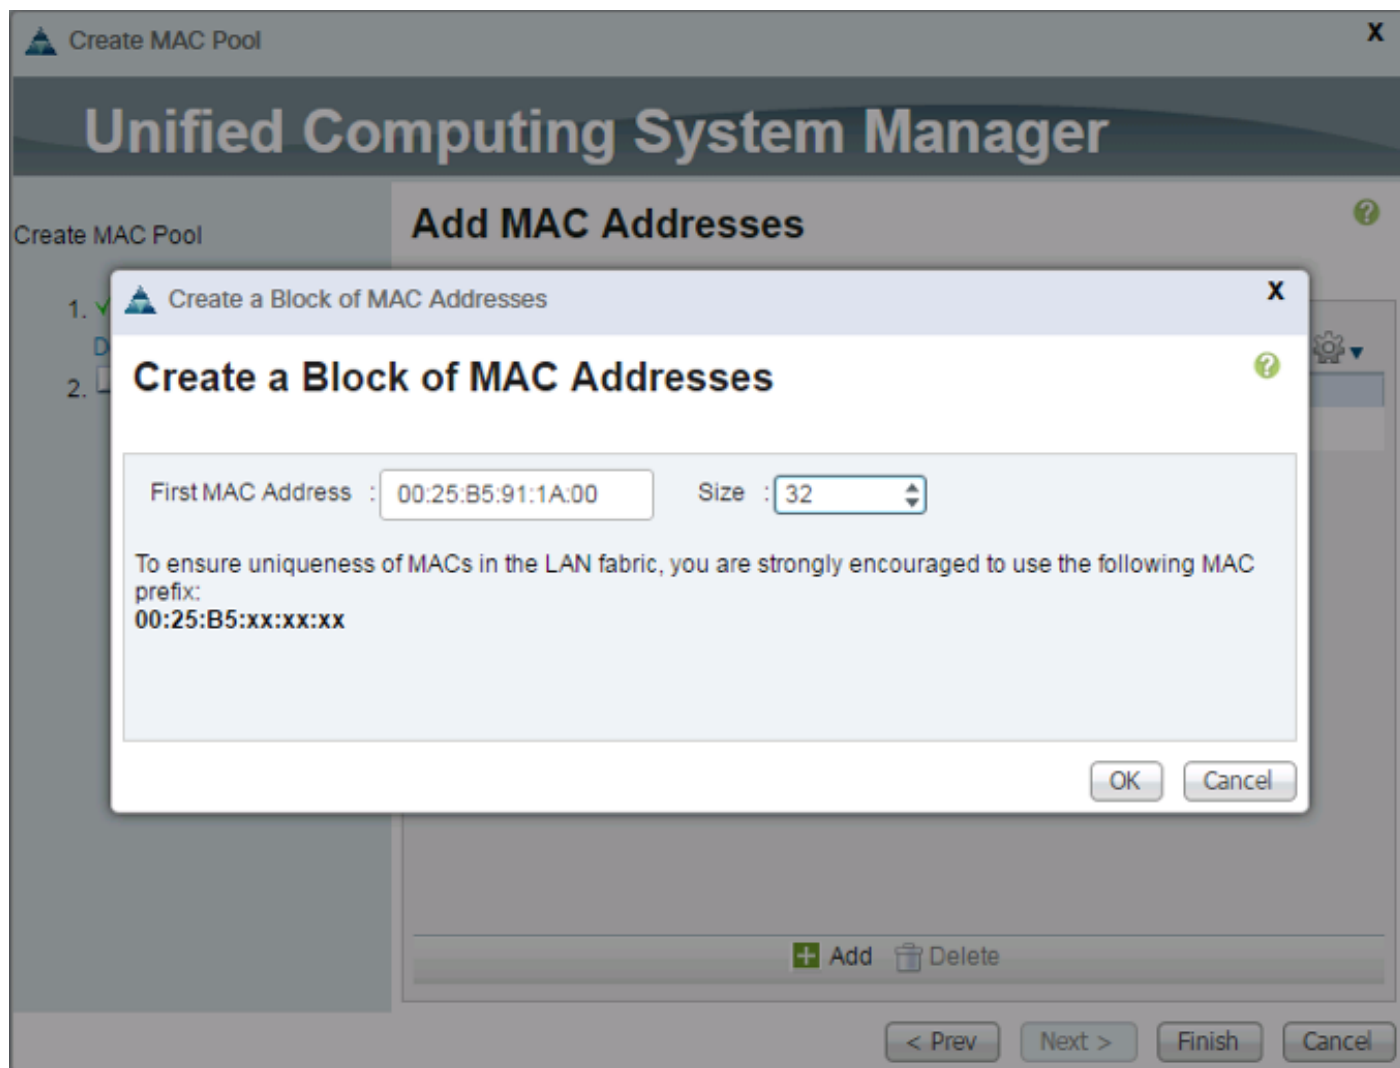 Create MAC Pool
X
Unified Computing System Manager
Create MAC Pool
Add MAC Addresses
?
1.
D
2.
Create a Block of MAC Addresses
X
Create a Block of MAC Addresses
?
First MAC Address : 00:25:B5:91:1A:00 Size : 32
To ensure uniqueness of MACs in the LAN fabric, you are strongly encouraged to use the following MAC
prefix:
00:25:B5:xx:xx:xx
OK Cancel
Add Delete
< Prev Next > Finish Cancel